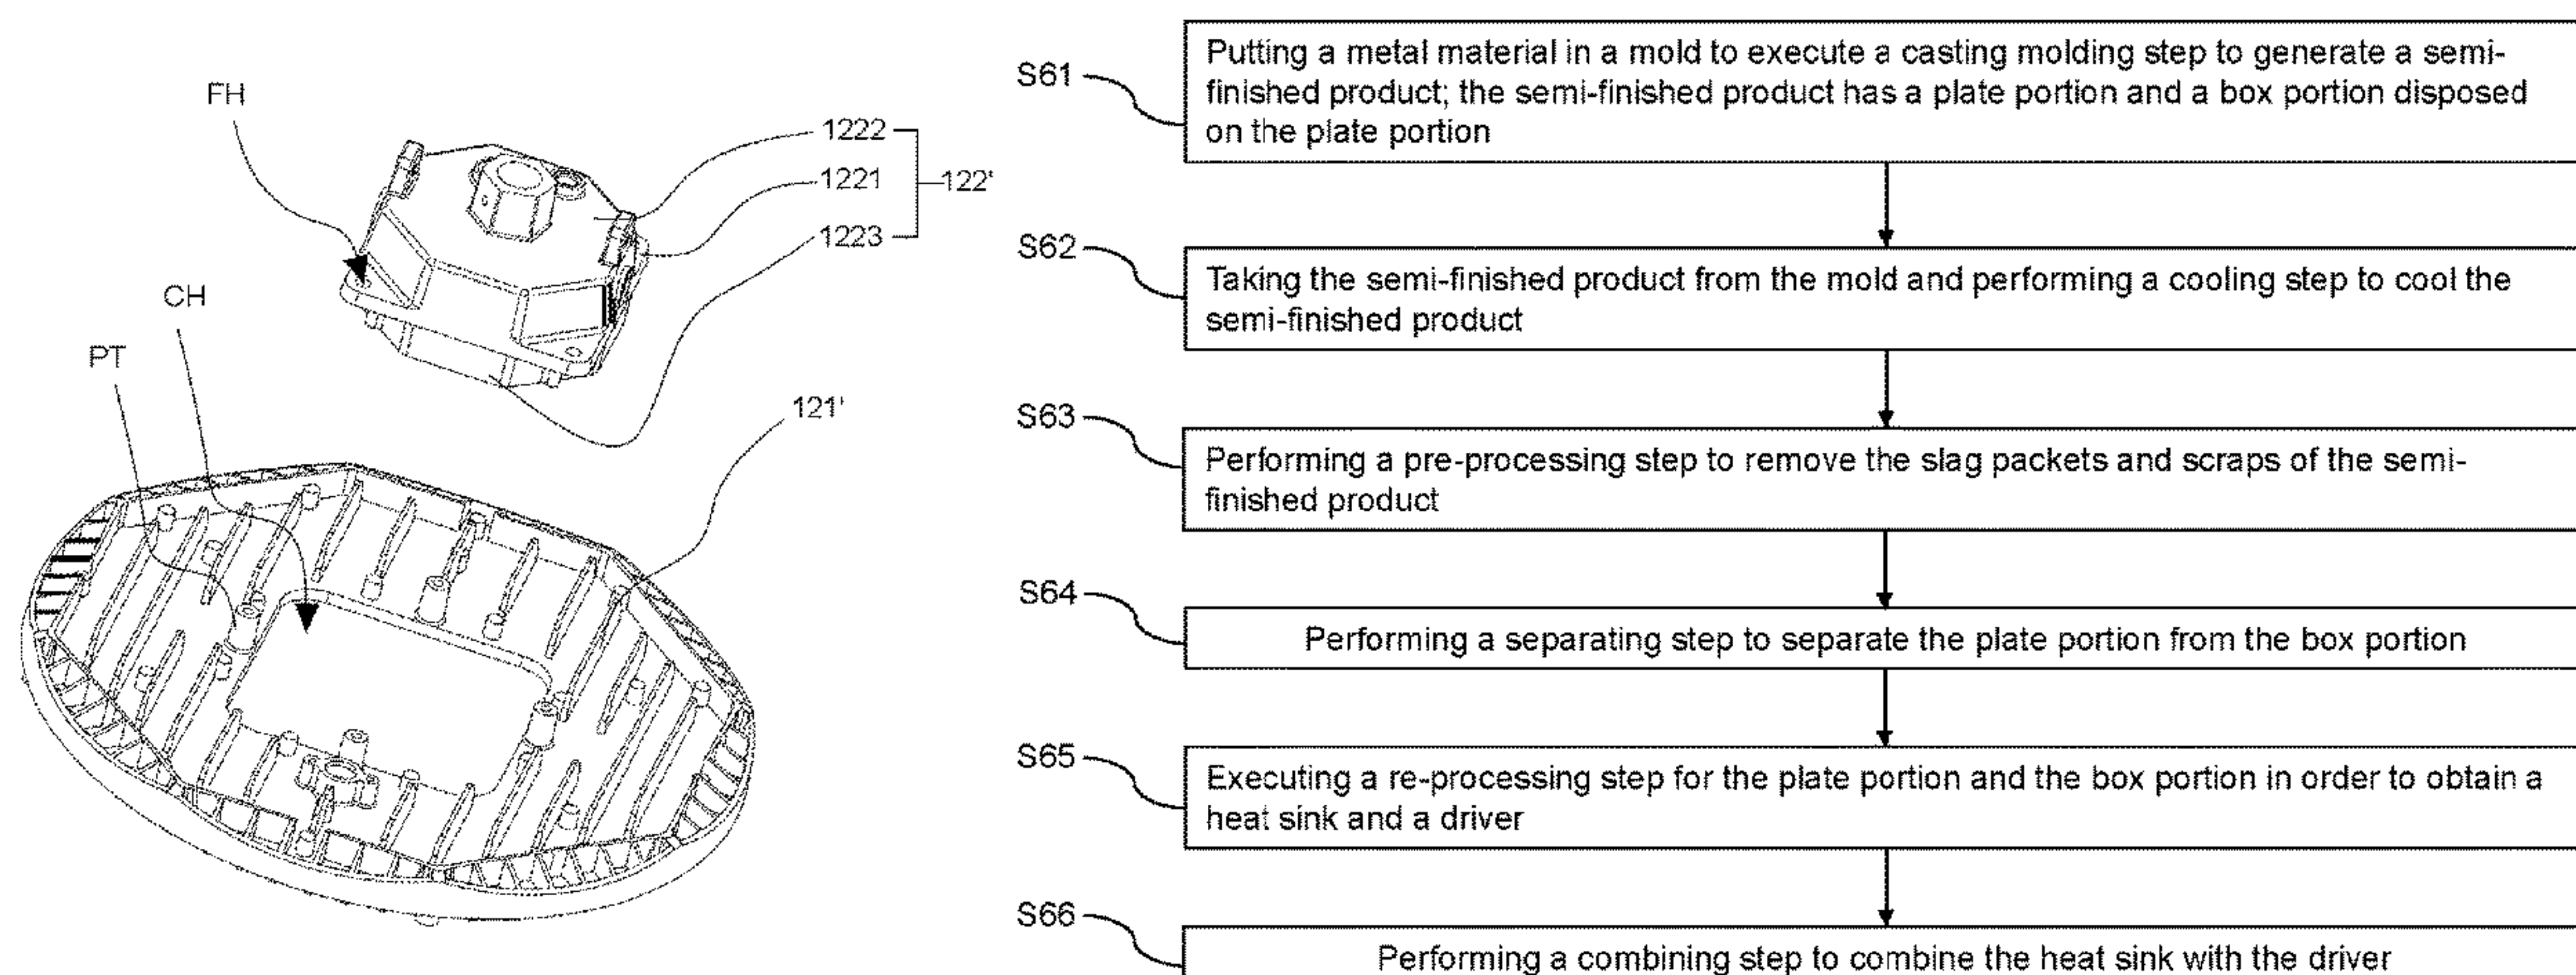 FH
1222
1221
122'
1223
CH
PT
121'
S61
Putting a metal material in a mold to execute a casting molding step to generate a semi-
finished product; the semi-finished product has a plate portion and a box portion disposed
on the plate portion
S62
Taking the semi-finished product from the mold and performing a cooling step to cool the
semi-finished product
S63
Performing a pre-processing step to remove the slag packets and scraps of the semi-
finished product
S64
Performing a separating step to separate the plate portion from the box portion
S65
Executing a re-processing step for the plate portion and the box portion in order to obtain a
heat sink and a driver
S66
Performing a combining step to combine the heat sink with the driver